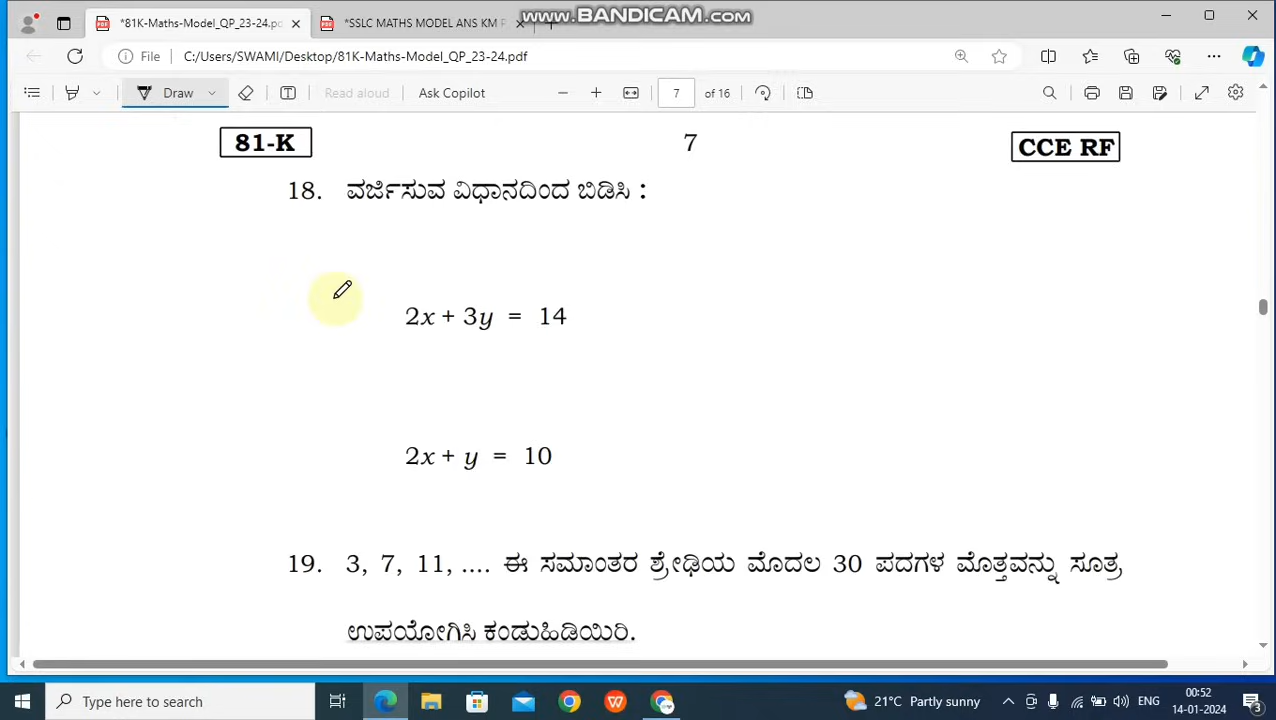 www.BANDICAM.com
*81K-Maths-Model_QP_23-24.p
*SSLC MATHS MODEL ANS KM
File
C:/Users/SWAMI/Desktop/81K-Maths-Model_QP_23-24.pdf
Draw
Read aloud
Ask Copilot
7
of 16
81-K
7
CCE RF
18. ವರ್ಜಿಸುವ ವಿಧಾನದಿಂದ ಬಿಡಿಸಿ :
2x + 3y = 14
2x + y = 10
19. 3, 7, 11, .... ಈ ಸಮಾಂತರ ಶ್ರೇಢಿಯ ಮೊದಲ 30 ಪದಗಳ ಮೊತ್ತವನ್ನು ಸೂತ್ರ
ಉಪಯೋಗಿಸಿ ಕಂಡುಹಿಡಿಯಿರಿ.
Type here to search
21°C Partly sunny
ENG
00:52
14-01-2024
3